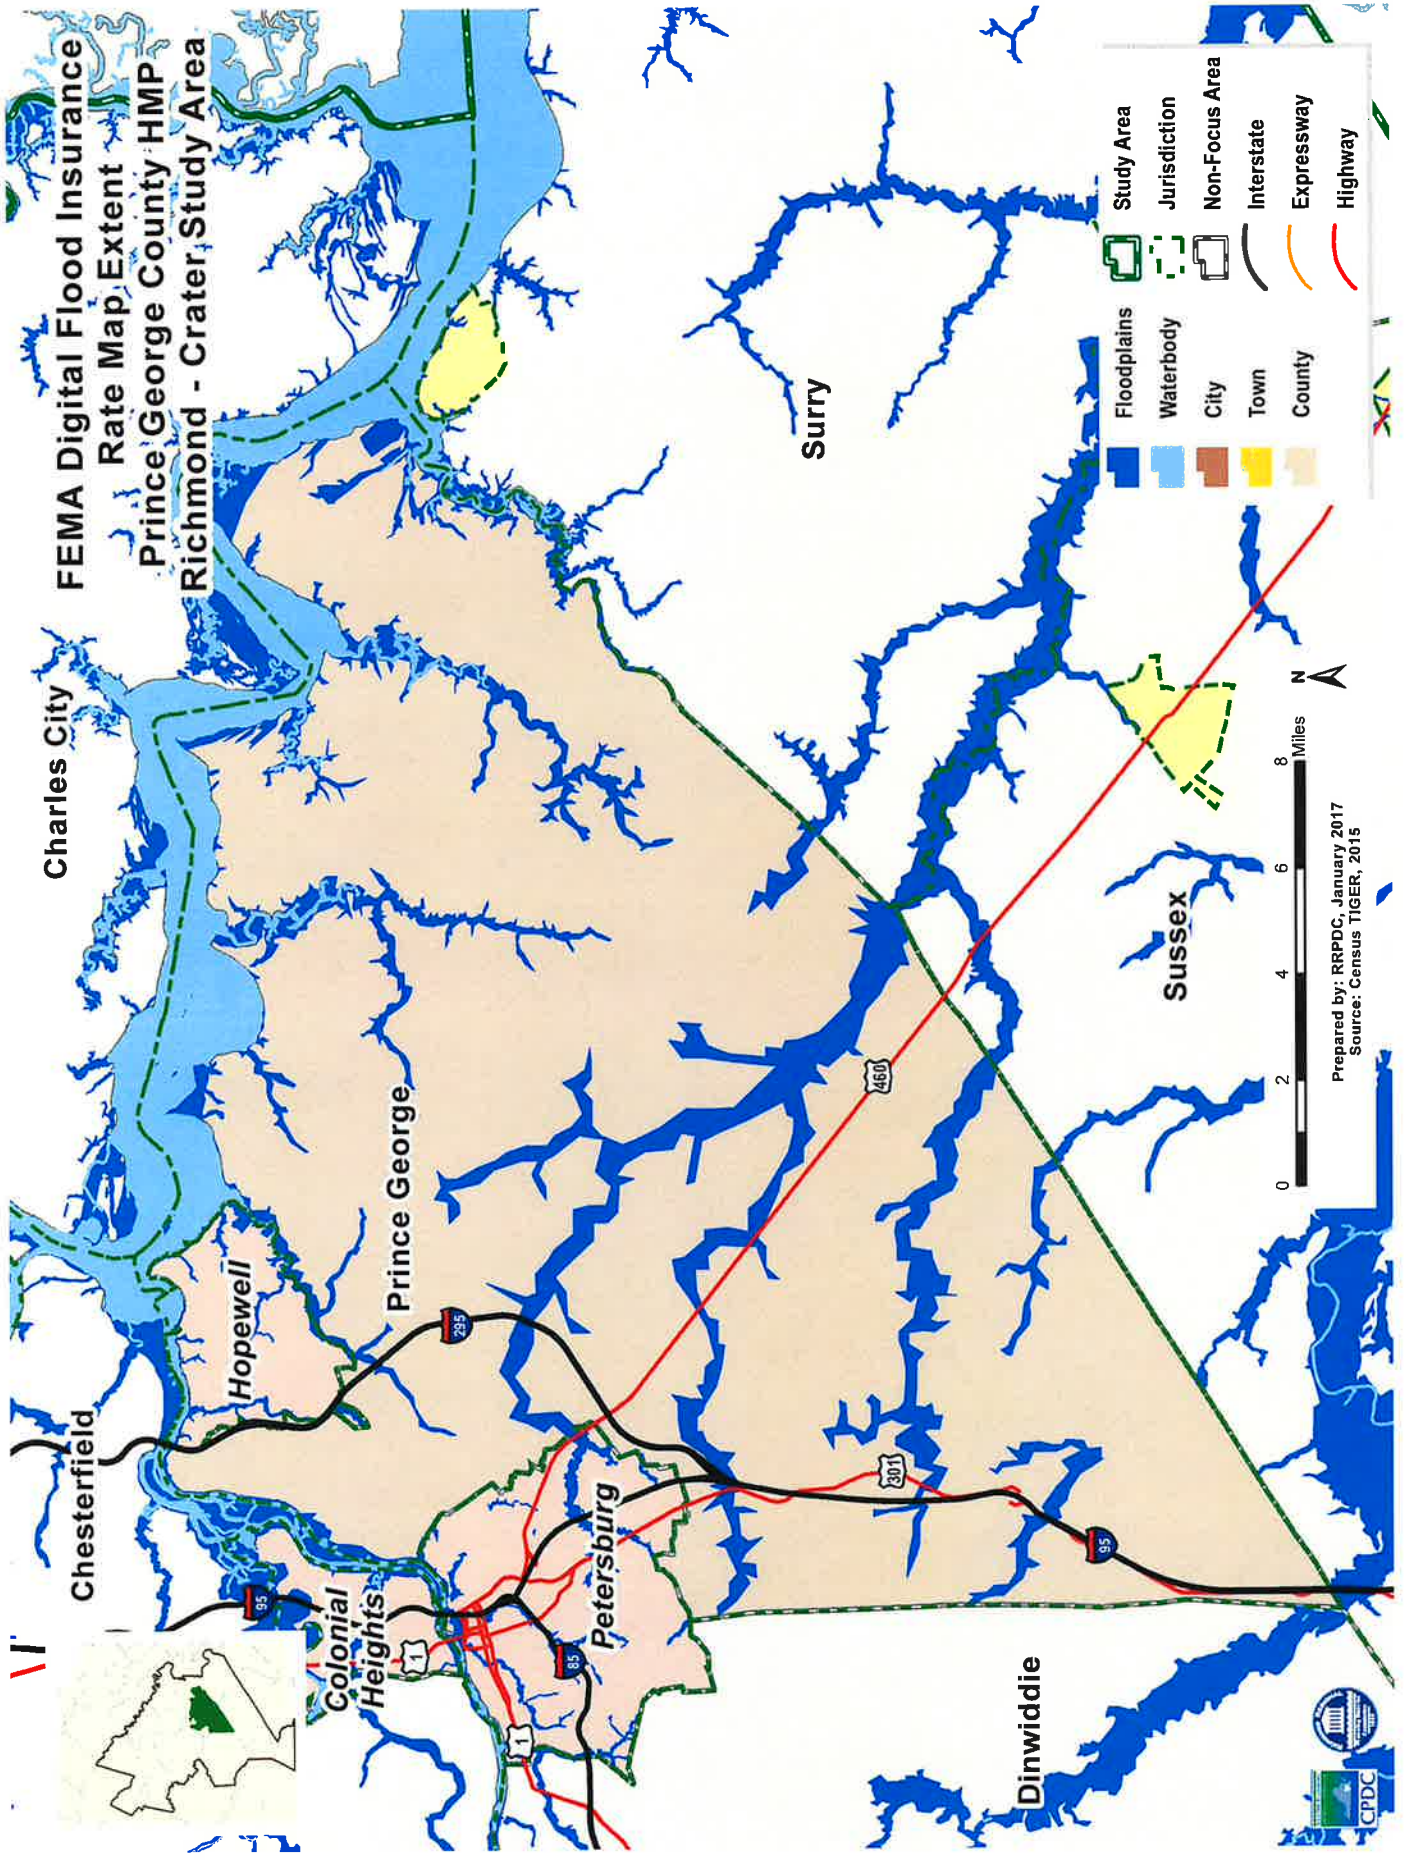 FEMA Digital Flood Insurance
Rate Map Extent
Prince George County HMP
Richmond - Crater Study Area
Charles City
Chesterfield
Hopewell
Prince George
295
95
Colonial
Heights
1
Petersburg
85
1
460
301
95
Surry
Sussex
Dinwiddie
Floodplains
Waterbody
City
Town
County
Study Area
Jurisdiction
Non-Focus Area
Interstate
Expressway
Highway
N
0 2 4 6 8
Miles
Prepared by: RRPDC, January 2017
Source: Census TIGER, 2015
CPDC